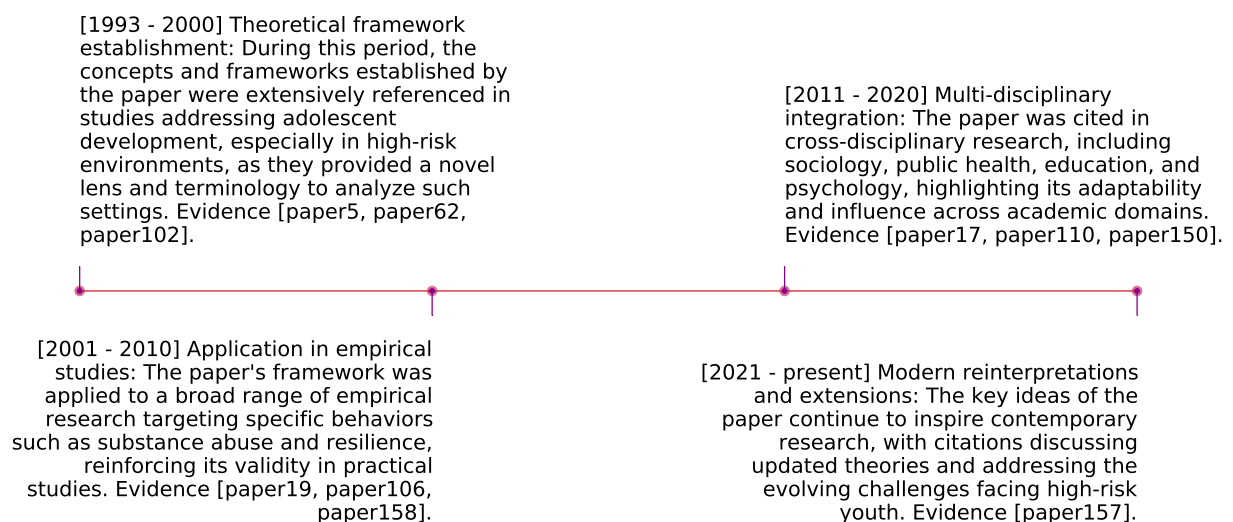 [1993 - 2000] Theoretical framework
establishment: During this period, the
concepts and frameworks established by
the paper were extensively referenced in
studies addressing adolescent
development, especially in high-risk
environments, as they provided a novel
lens and terminology to analyze such
settings. Evidence [paper5, paper62,
paper102].
[2011 - 2020] Multi-disciplinary
integration: The paper was cited in
cross-disciplinary research, including
sociology, public health, education, and
psychology, highlighting its adaptability
and influence across academic domains.
Evidence [paper17, paper110, paper150].
[2001 - 2010] Application in empirical
studies: The paper's framework was
applied to a broad range of empirical
research targeting specific behaviors
such as substance abuse and resilience,
reinforcing its validity in practical
studies. Evidence [paper19, paper106,
paper158].
[2021 - present] Modern reinterpretations
and extensions: The key ideas of the
paper continue to inspire contemporary
research, with citations discussing
updated theories and addressing the
evolving challenges facing high-risk
youth. Evidence [paper157].